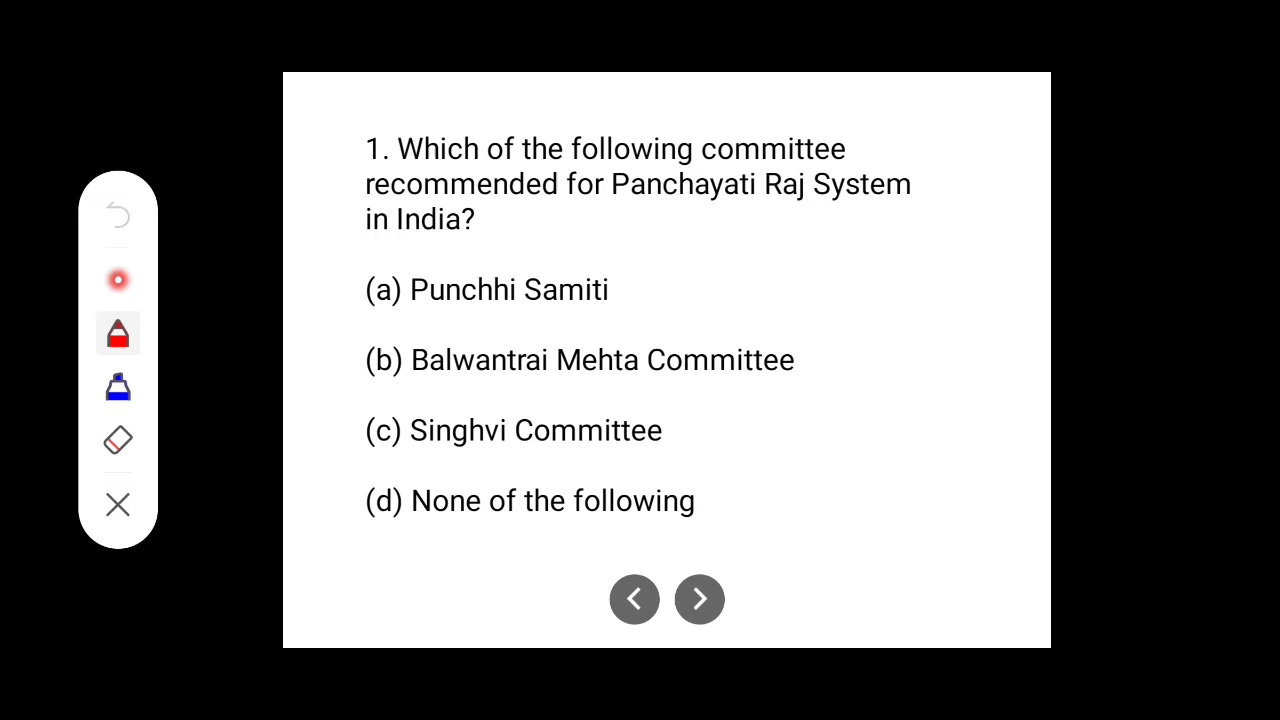 1. Which of the following committee
recommended for Panchayati Raj System
in India?
(a) Punchhi Samiti
(b) Balwantrai Mehta Committee
(c) Singhvi Committee
(d) None of the following